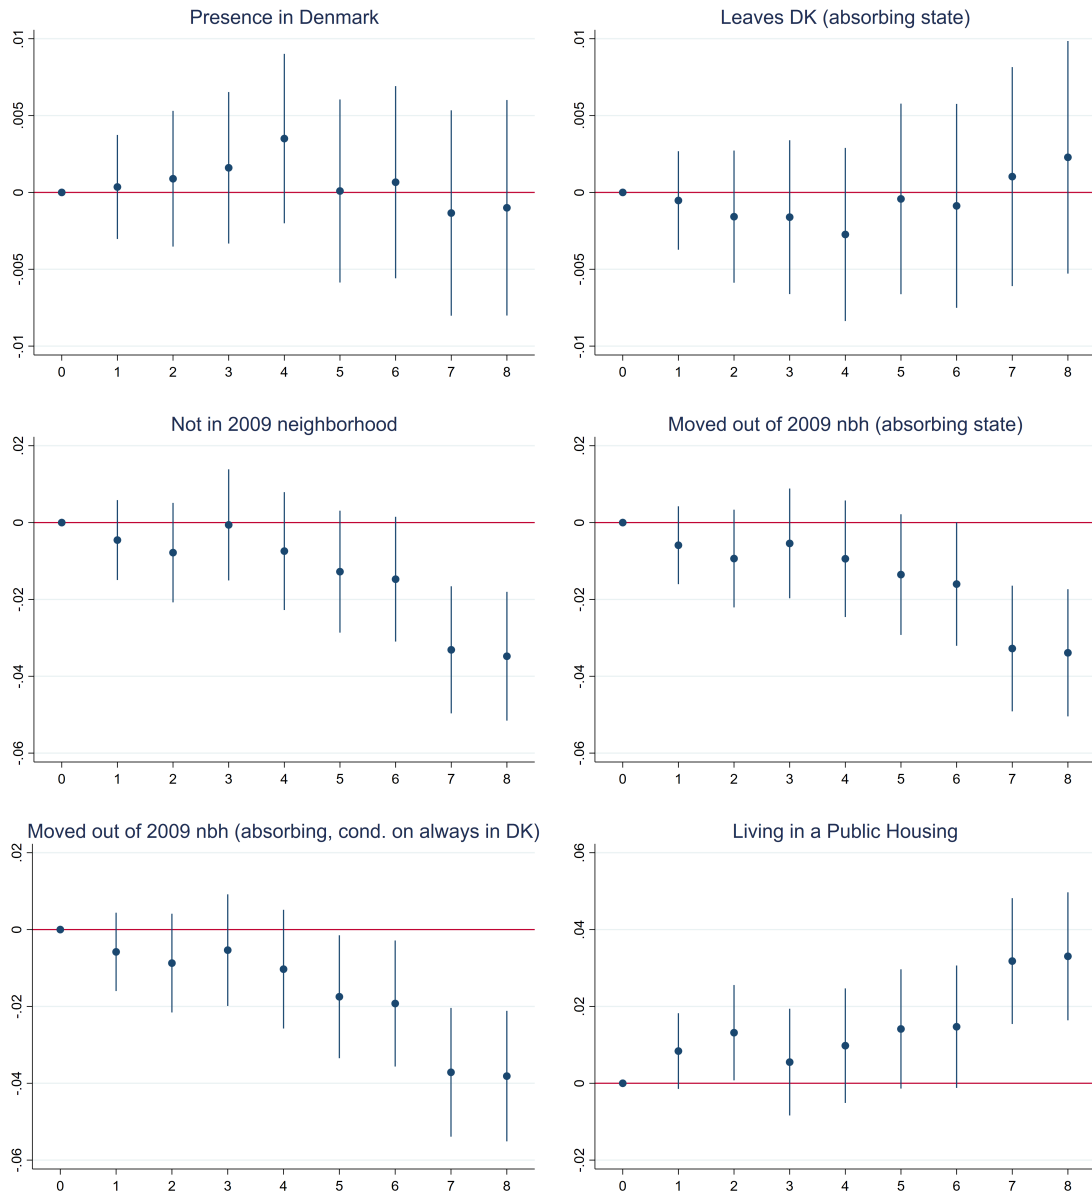 Presence in Denmark
.01
.005
0
-.005
-.01
0 1 2 3 4 5 6 7 8
Leaves DK (absorbing state)
.01
.005
0
-.005
-.01
0 1 2 3 4 5 6 7 8
Not in 2009 neighborhood
.02
0
-.02
-.04
-.06
0 1 2 3 4 5 6 7 8
Moved out of 2009 nbh (absorbing state)
.02
0
-.02
-.04
-.06
0 1 2 3 4 5 6 7 8
Moved out of 2009 nbh (absorbing, cond. on always in DK)
.02
0
-.02
-.04
-.06
0 1 2 3 4 5 6 7 8
Living in a Public Housing
.06
.04
.02
0
-.02
0 1 2 3 4 5 6 7 8